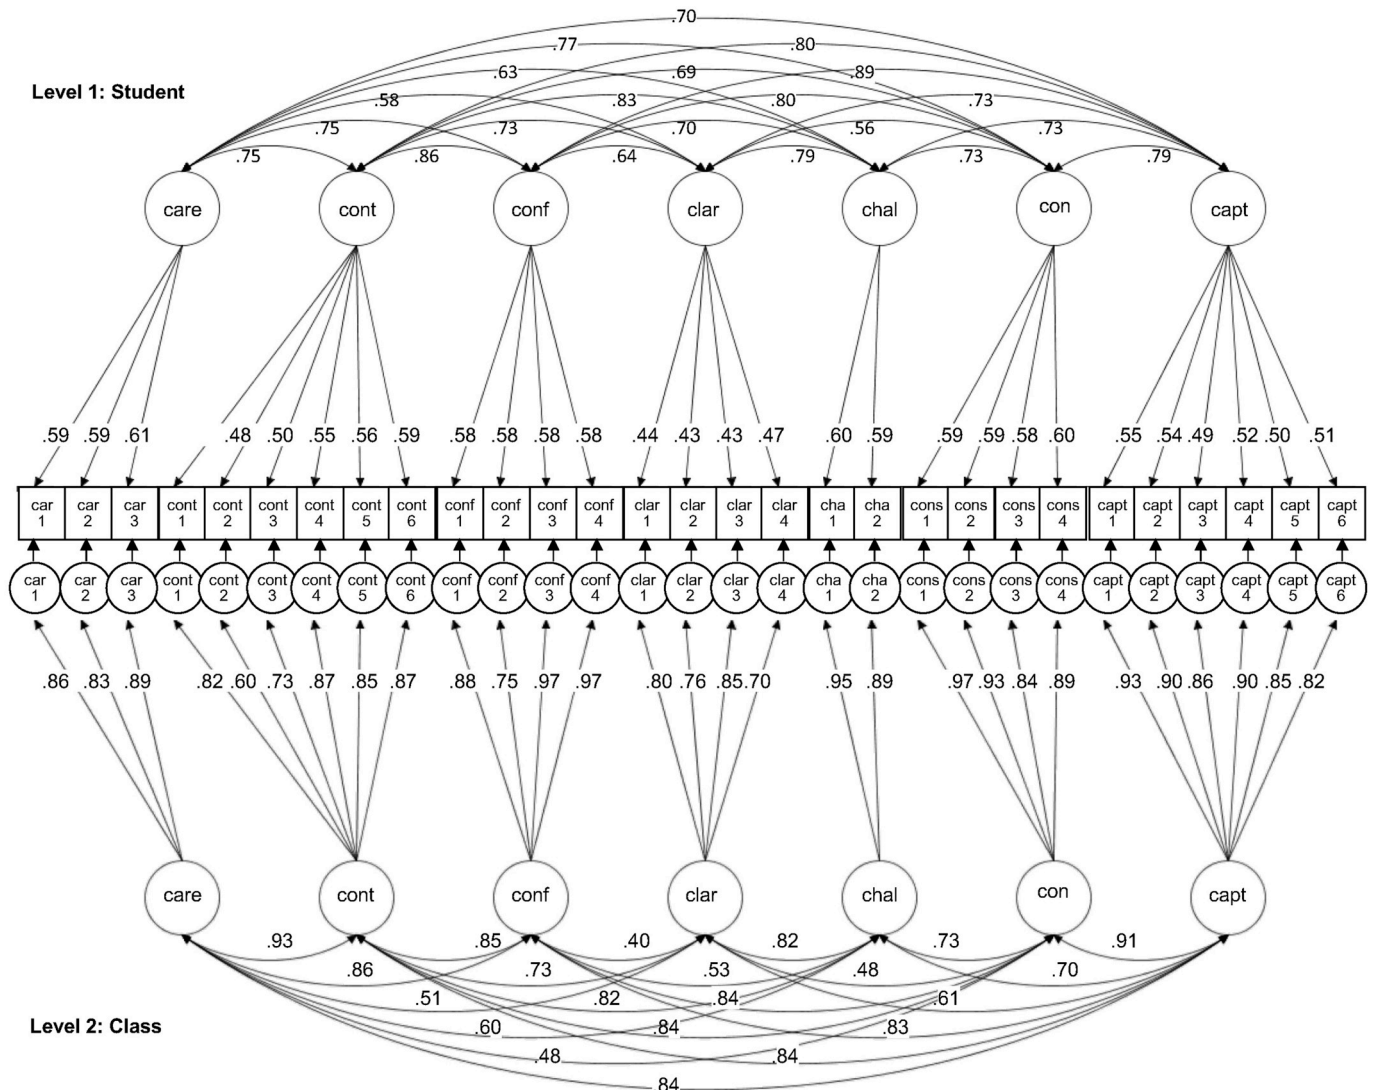 .70
.77 .80
.63 .69 .89
Level 1: Student
.58 .83 .80 .73
.75 .73 .70 .56 .73
.75 .86 .64 .79 .73 .79
care cont conf clar chal con capt
.59 .59 .61 .48 .50 .55 .56 .59 .58 .58 .58 .58 .44 .43 .43 .47 .60 .59 .59 .59 .58 .60 .55 .54 .49 .52 .50 .51
car car car cont cont cont cont cont cont conf conf conf conf clar clar clar clar cha cha cons cons cons cons capt capt capt capt capt capt
1 2 3 1 2 3 4 5 6 1 2 3 4 1 2 3 4 1 2 1 2 3 4 1 2 3 4 5 6
car car car cont cont cont cont cont cont conf conf conf conf clar clar clar clar cha cha cons cons cons cons capt capt capt capt capt capt
1 2 3 1 2 3 4 5 6 1 2 3 4 1 2 3 4 1 2 1 2 3 4 1 2 3 4 5 6
.86 .83 .89 .82 .60 .73 .87 .85 .87 .88 .75 .97 .97 .80 .76 .85 .70 .95 .89 .97 .93 .84 .89 .93 .90 .86 .90 .85 .82
care cont conf clar chal con capt
.93 .85 .40 .82 .73 .91
.86 .73 .53 .48 .70
.51 .82 .84 .61
Level 2: Class
.60 .84 .83
.48 .84
.84